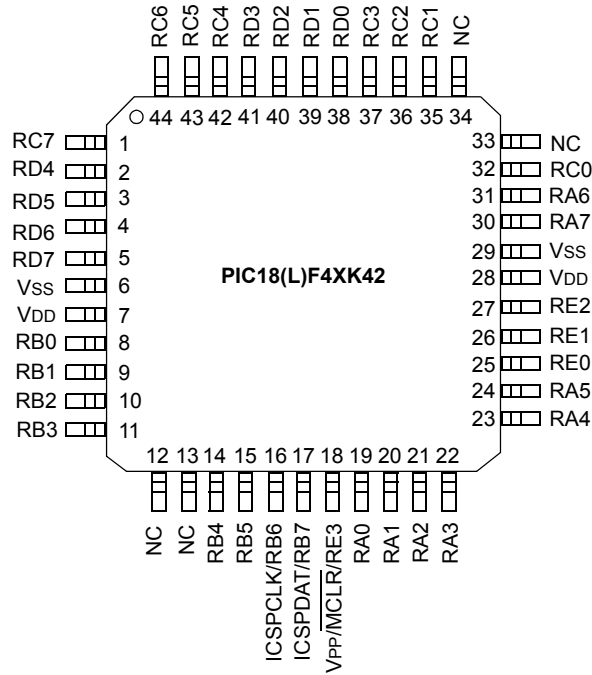 RC6
RC5
RC4
RD3
RD2
RD1
RD0
RC3
RC2
RC1
NC
44
43
42
41
40
39
38
37
36
35
34
RC7
1
RD4
2
RD5
3
RD6
4
RD7
5
VSS
6
VDD
7
RB0
8
RB1
9
RB2
10
RB3
11
PIC18(L)F4XK42
33
NC
32
RC0
31
RA6
30
RA7
29
VSS
28
VDD
27
RE2
26
RE1
25
RE0
24
RA5
23
RA4
12
13
14
15
16
17
18
19
20
21
22
NC
NC
RB4
RB5
ICSPCLK/RB6
ICSPDAT/RB7
VPP/MCLR/RE3
RA0
RA1
RA2
RA3